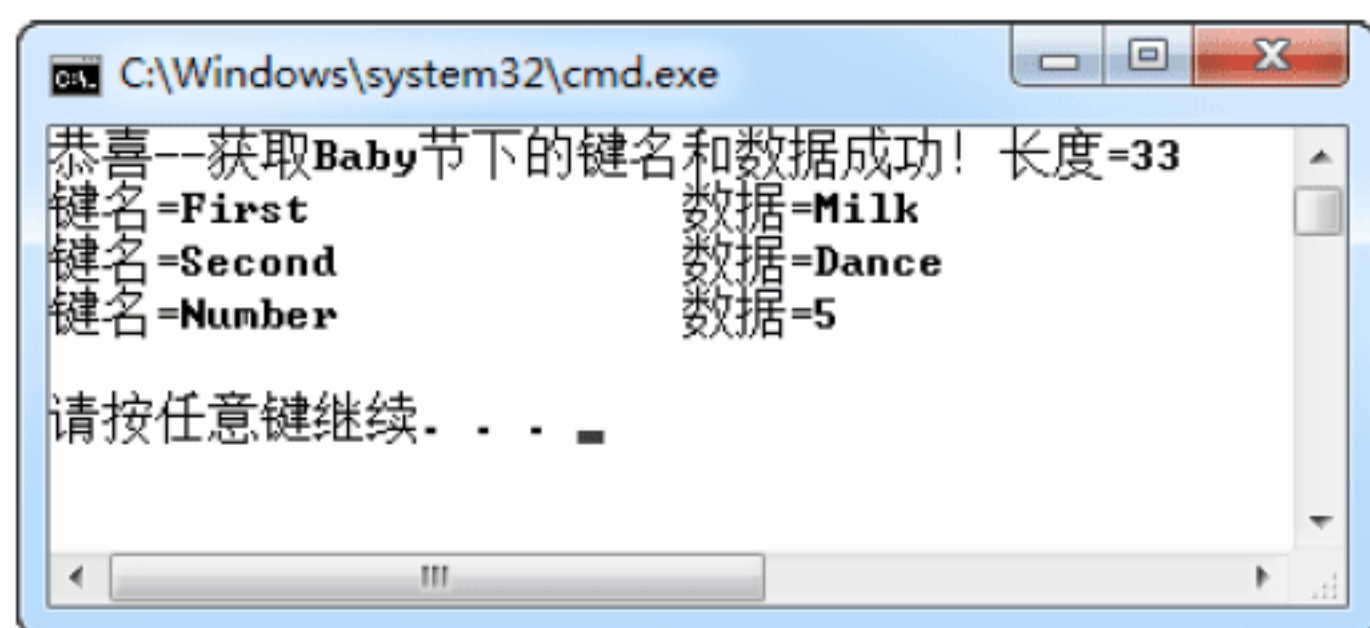 C:\Windows\system32\cmd.exe
恭喜--获取Baby节下的键名和数据成功！长度=33
键名=First 数据=Milk
键名=Second 数据=Dance
键名=Number 数据=5
请按任意键继续. . .